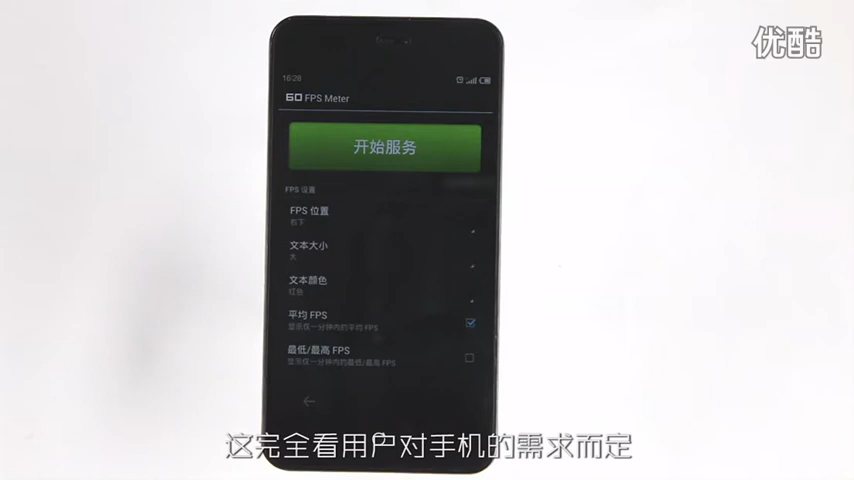 优酷
16:28
60 FPS Meter
开始服务
FPS 设置
FPS 位置
右下
文本大小
大
文本颜色
红色
平均 FPS
显示在一分钟内的平均 FPS
最低/最高 FPS
显示在一分钟内的最低/最高 FPS
这完全看用户对手机的需求而定